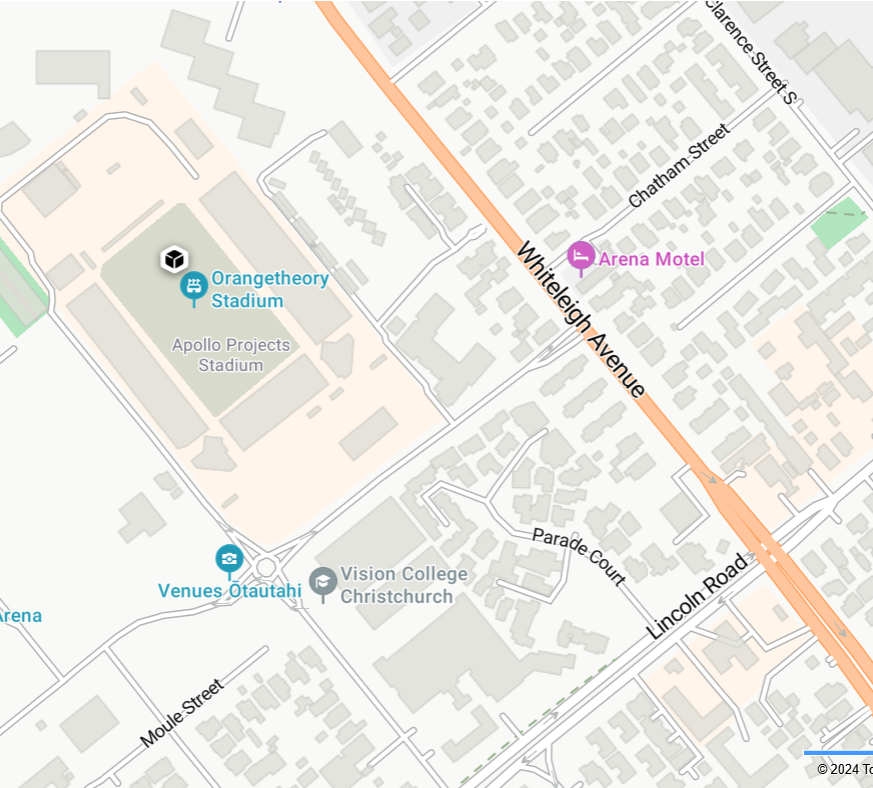 Clarence Street S
Chatham Street
Arena Motel
Whiteleigh Avenue
Orangetheory
Stadium
Apollo Projects
Stadium
Parade Court
Vision College
Christchurch
Venues Ōtautahi
Lincoln Road
Arena
Moule Street
© 2024 To